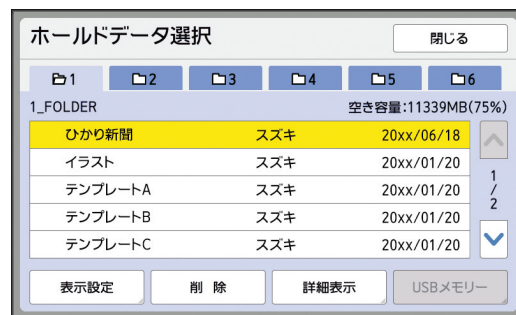 ホールドデータ選択 閉じる
1 2 3 4 5 6
1_FOLDER 空き容量:11339MB(75%)
ひかり新聞 スズキ 20xx/06/18
イラスト スズキ 20xx/01/20
テンプレートA スズキ 20xx/01/20
テンプレートB スズキ 20xx/01/20
テンプレートC スズキ 20xx/01/20
1
/
2
表示設定 削 除 詳細表示 USBメモリー